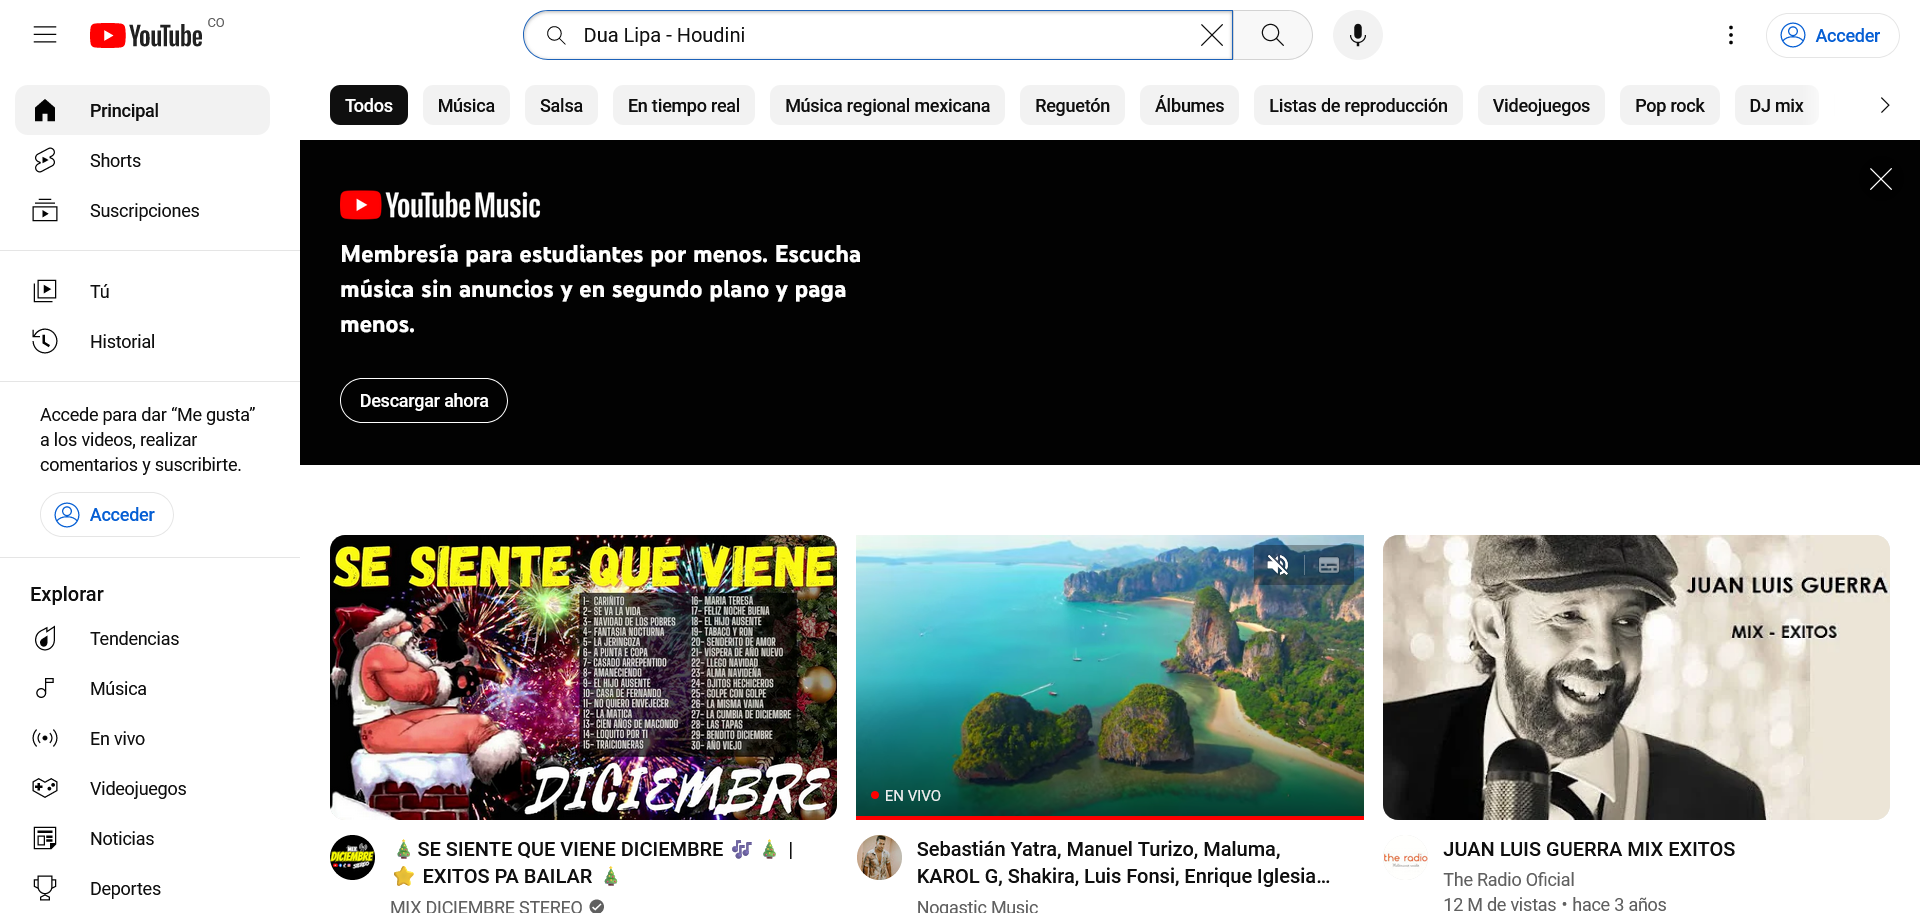 YouTube CO
Dua Lipa - Houdini
Acceder
Principal
Shorts
Suscripciones
Tú
Historial
Accede para dar “Me gusta”
a los videos, realizar
comentarios y suscribirte.
Acceder
Explorar
Tendencias
Música
En vivo
Videojuegos
Noticias
Deportes
Todos
Música
Salsa
En tiempo real
Música regional mexicana
Reguetón
Álbumes
Listas de reproducción
Videojuegos
Pop rock
DJ mix
YouTube Music
Membresía para estudiantes por menos. Escucha
música sin anuncios y en segundo plano y paga
menos.
Descargar ahora
SE SIENTE QUE VIENE
1- CARIÑITO
2- SE VA LA VIDA
3- NAVIDAD DE LOS POBRES
4- FANTASIA NOCTURNA
5- LA JERINGOZA
6- A PUNTA E COPA
7- CASADO ARREPENTIDO
8- AMANECIENDO
9- EL HIJO AUSENTE
10- CASA DE FERNANDO
11- NO QUIERO ENVEJECER
12- LA MATICA
13- CIEN AÑOS DE MACONDO
14- LOQUITO POR TI
15- TRAICIONERAS
16- MARIA TERESA
17- FELIZ NOCHE BUENA
18- EL HIJO AUSENTE
19- TABACO Y RON
20- SENDERITO DE AMOR
21- VISPERA DE AÑO NUEVO
22- LLEGO NAVIDAD
23- ALMA NAVIDEÑA
24- OJITOS HECHICEROS
25- GOLPE CON GOLPE
26- LA MISMA VAINA
27- LA CUMBIA DE DICIEMBRE
28- LAS TAPAS
29- BENDITO DICIEMBRE
30- AÑO VIEJO
DICIEMBRE
MIX
DICIEMBRE
STEREO
🎄SE SIENTE QUE VIENE DICIEMBRE 🎶 🎄 |
⭐ EXITOS PA BAILAR 🎄
MIX DICIEMBRE STEREO
EN VIVO
Sebastián Yatra, Manuel Turizo, Maluma,
KAROL G, Shakira, Luis Fonsi, Enrique Iglesia...
Nogastic Music
JUAN LUIS GUERRA
MIX - EXITOS
the radio
JUAN LUIS GUERRA MIX EXITOS
The Radio Oficial
12 M de vistas • hace 3 años